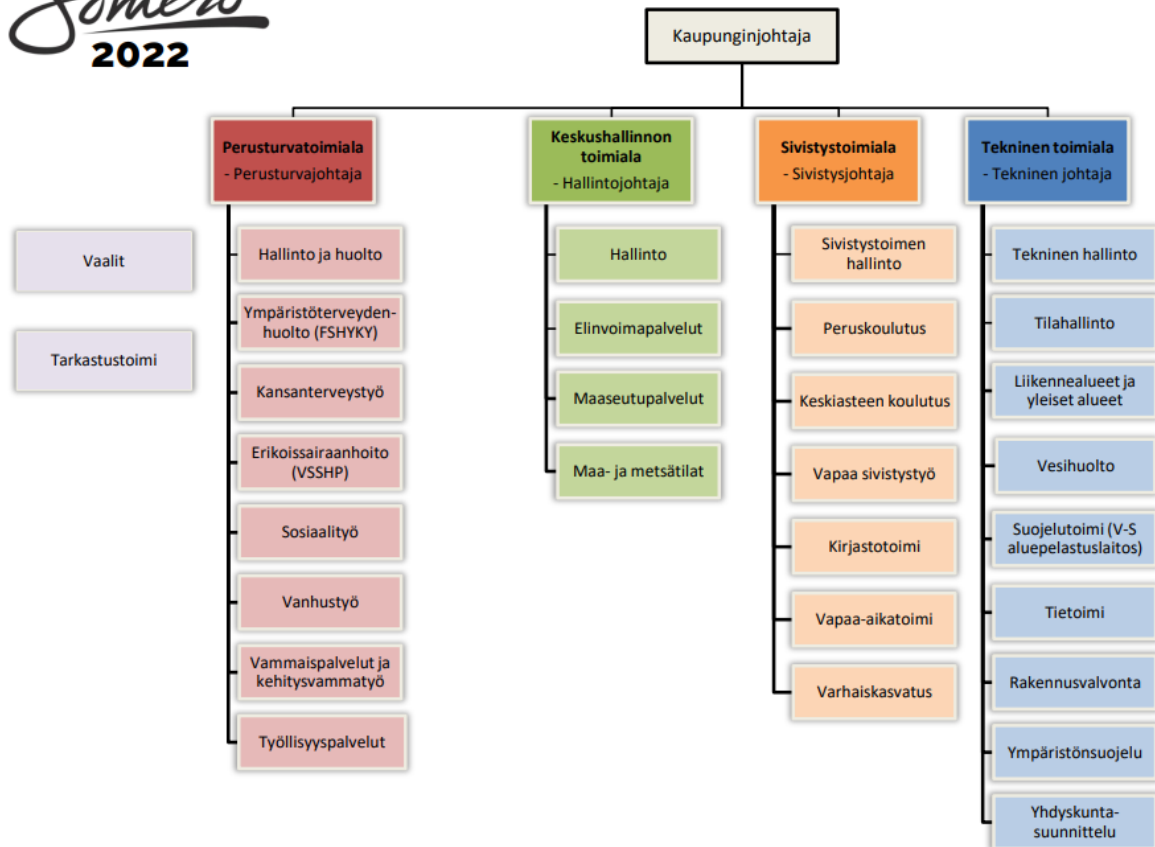 Somero
2022
Kaupunginjohtaja
Perusturvatoimiala
- Perusturvajohtaja
Keskushallinnon
toimiala
- Hallintojohtaja
Sivistystoimiala
- Sivistysjohtaja
Tekninen toimiala
- Tekninen johtaja
Vaalit
Tarkastustoimi
Hallinto ja huolto
Ympäristöterveyden-
huolto (FSHYKY)
Kansanterveystyö
Erikoissairaanhoito
(VSSHP)
Sosiaalityö
Vanhustyö
Vammaispalvelut ja
kehitysvammatyö
Työllisyyspalvelut
Hallinto
Elinvoimapalvelut
Maaseutupalvelut
Maa- ja metsätilat
Sivistystoimen
hallinto
Peruskoulutus
Keskiasteen koulutus
Vapaa sivistystyö
Kirjastotoimi
Vapaa-aikatoimi
Varhaiskasvatus
Tekninen hallinto
Tilahallinto
Liikennealueet ja
yleiset alueet
Vesihuolto
Suojelutoimi (V-S
aluepelastuslaitos)
Tietoimi
Rakennusvalvonta
Ympäristönsuojelu
Yhdyskunta-
suunnittelu